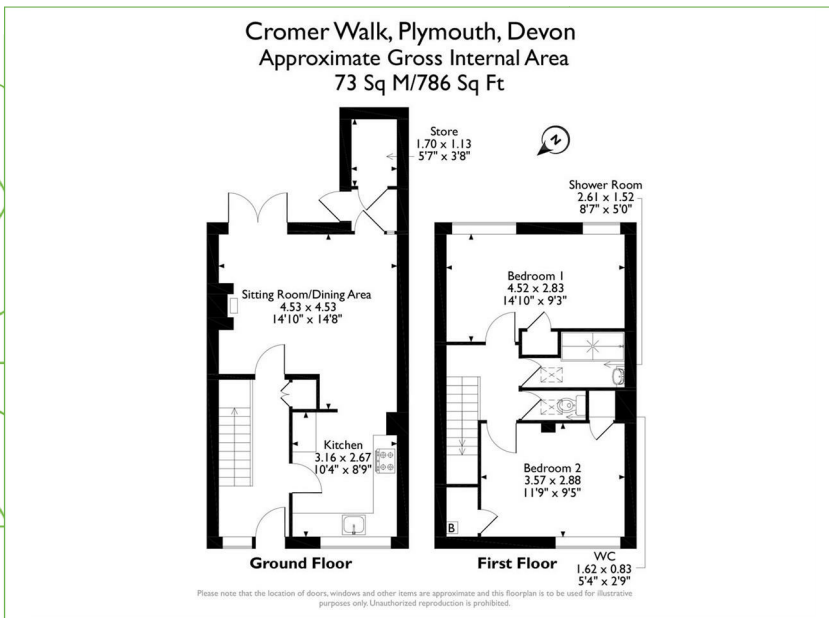 Cromer Walk, Plymouth, Devon
Approximate Gross Internal Area
73 Sq M/786 Sq Ft
Store
1.70 x 1.13
5'7" x 3'8"
N
Shower Room
2.61 x 1.52
8'7" x 5'0"
Sitting Room/Dining Area
4.53 x 4.53
14'10" x 14'8"
Bedroom 1
4.52 x 2.83
14'10" x 9'3"
Kitchen
3.16 x 2.67
10'4" x 8'9"
Bedroom 2
3.57 x 2.88
11'9" x 9'5"
B
Ground Floor
First Floor
WC
1.62 x 0.83
5'4" x 2'9"
Please note that the location of doors, windows and other items are approximate and this floorplan is to be used for illustrative
purposes only. Unauthorized reproduction is prohibited.